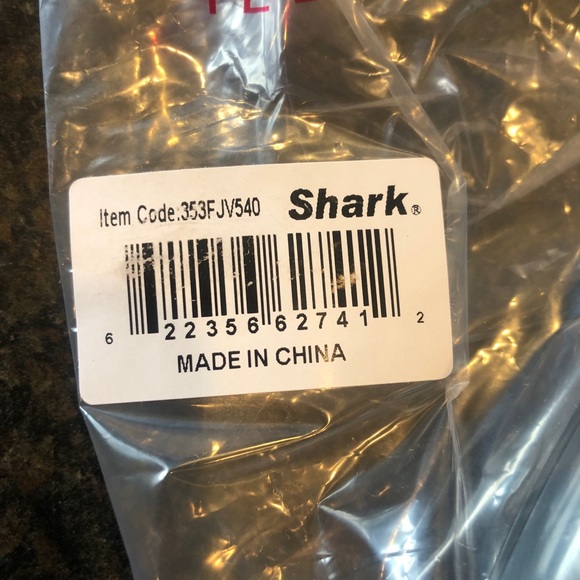 Item Code:353FJV540 Shark®
6 22356 62741 2
MADE IN CHINA